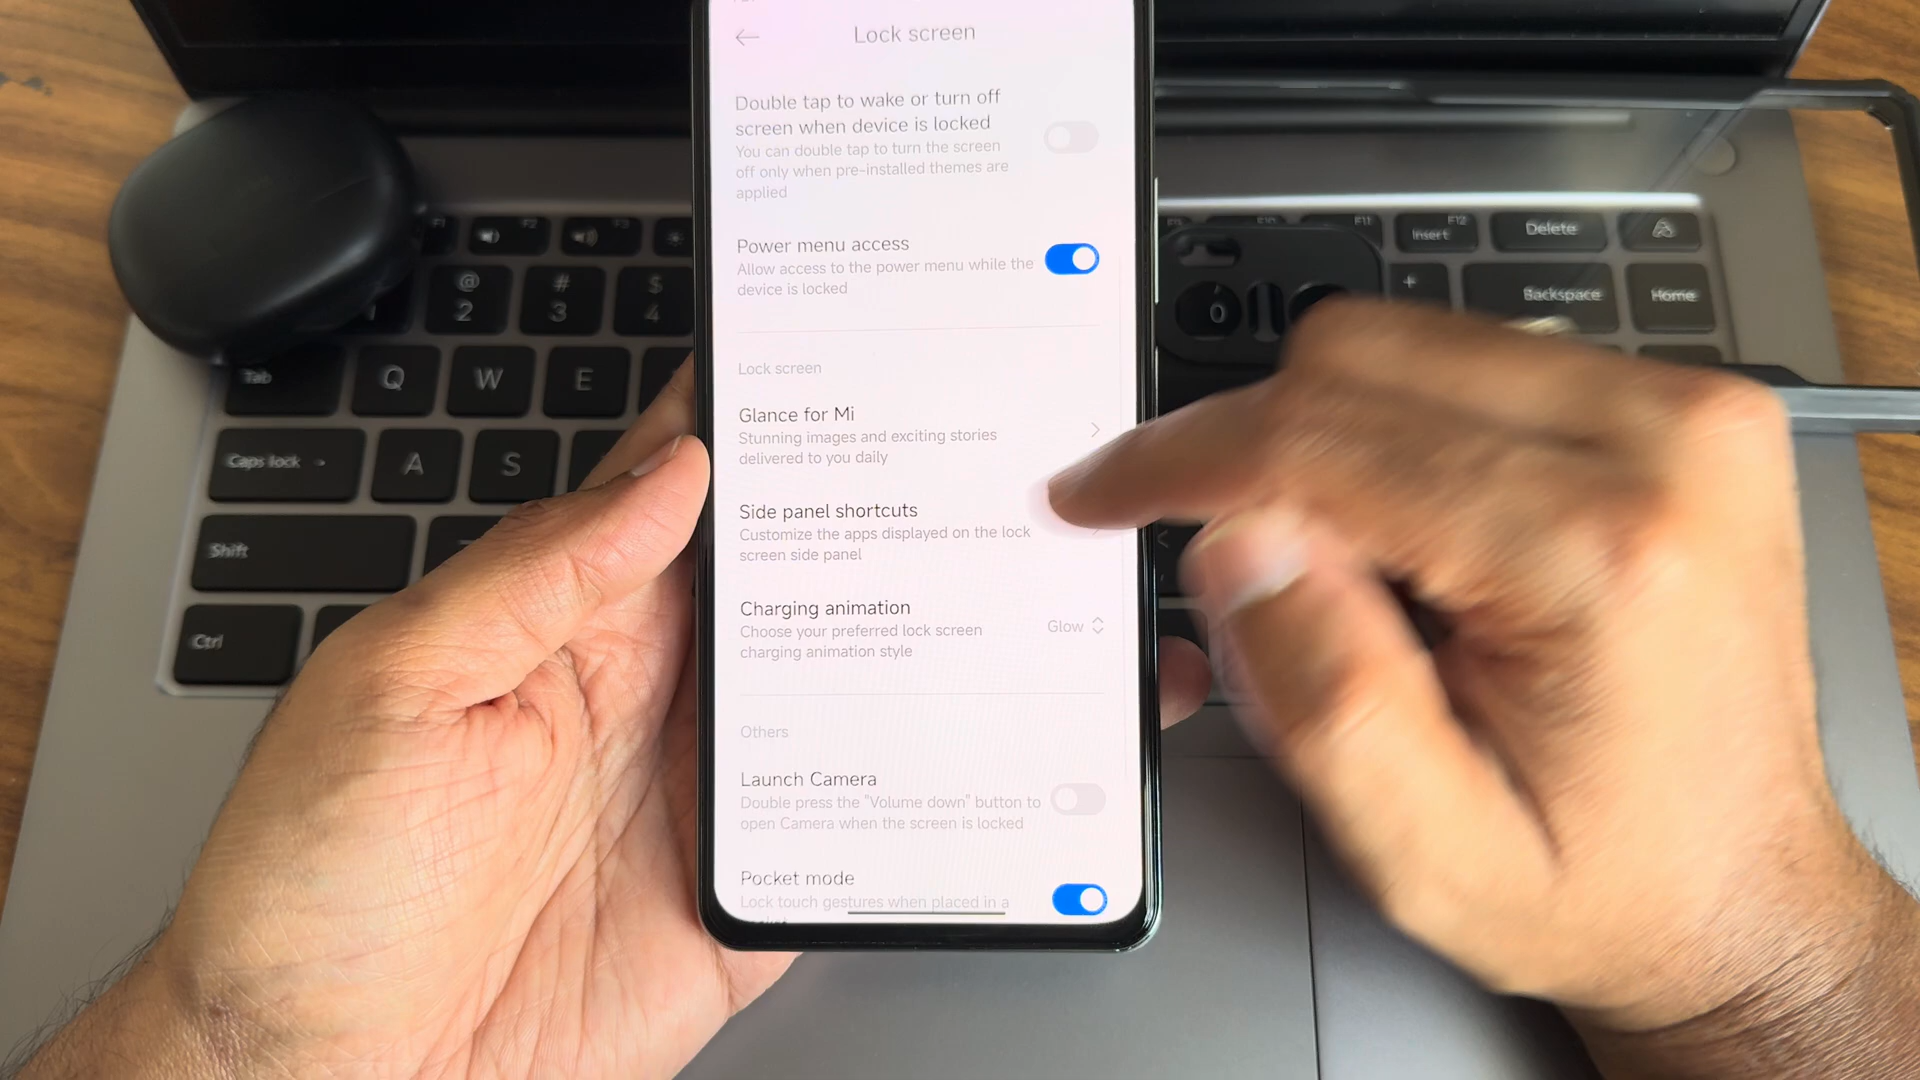 Lock screen
Double tap to wake or turn off
screen when device is locked
You can double tap to turn the screen
off only when pre-installed themes are
applied
Power menu access
Allow access to the power menu while the
device is locked
Lock screen
Glance for Mi
Stunning images and exciting stories
delivered to you daily
Side panel shortcuts
Customize the apps displayed on the lock
screen side panel
Charging animation
Choose your preferred lock screen
charging animation style
Glow
Others
Launch Camera
Double press the "Volume down" button to
open Camera when the screen is locked
Pocket mode
Lock touch gestures when placed in a
F1 F2 F3
@ 2 # 3 $ 4
Tab Q W E
Caps lock A S
Shift
Ctrl
F11 F12
Insert Delete
+ Backspace Home